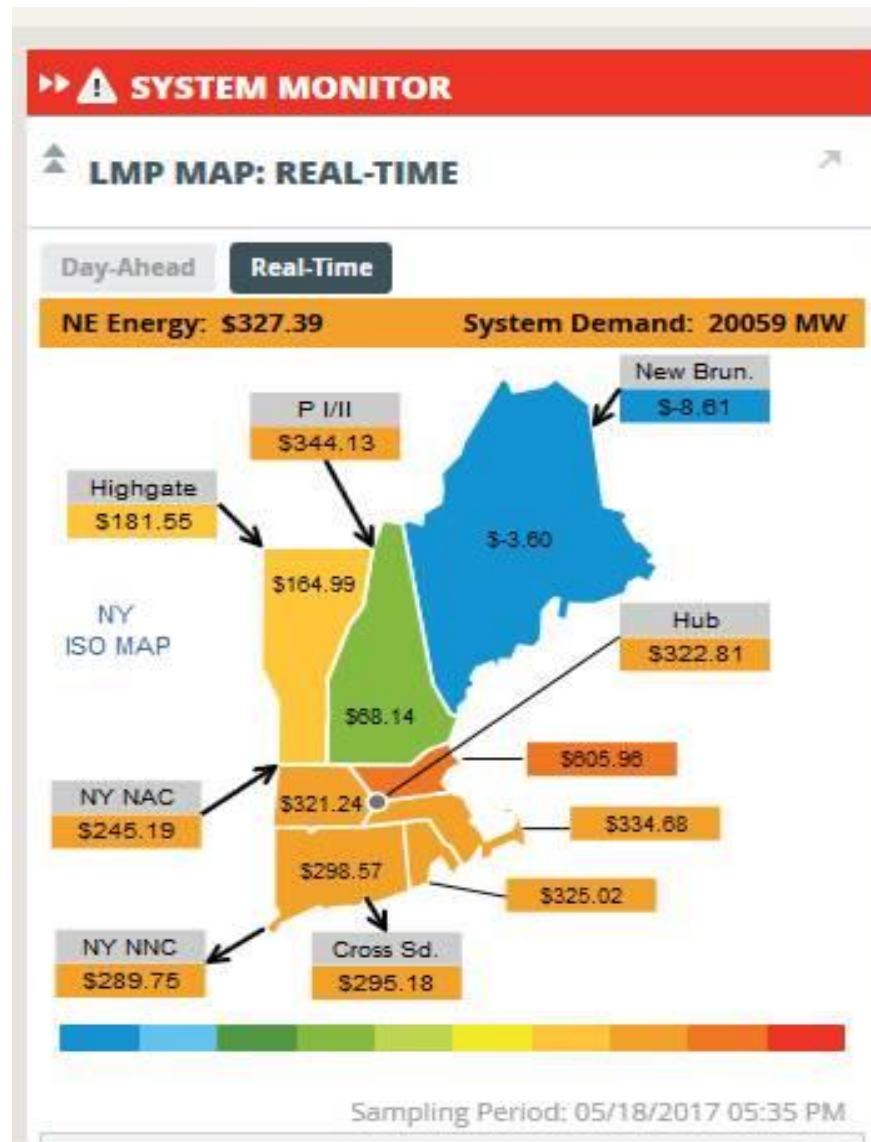 SYSTEM MONITOR
LMP MAP: REAL-TIME
Day-Ahead Real-Time
NE Energy: $327.39 System Demand: 20059 MW
New Brun.
$-8.61
P I/II
$344.13
Highgate
$181.55
$-3.60
$164.99
NY
ISO MAP
Hub
$322.81
$68.14
$605.96
NY NAC
$245.19
$321.24
$334.68
$298.57
$325.02
NY NNC
$289.75
Cross Sd.
$295.18
Sampling Period: 05/18/2017 05:35 PM